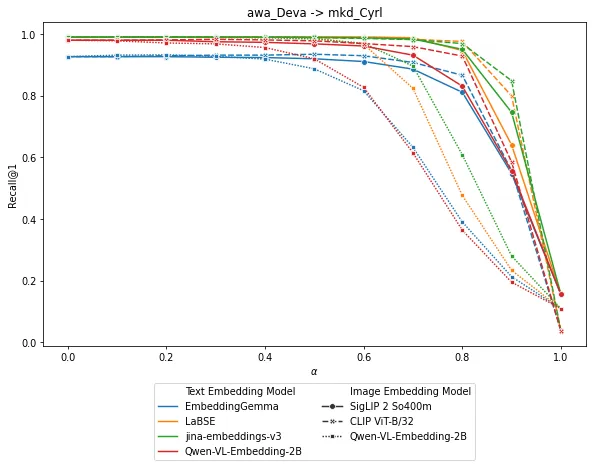 awa_Deva -> mkd_Cyrl
Recall@1
1.0
0.8
0.6
0.4
0.2
0.0
0.0 0.2 0.4 0.6 0.8 1.0
α
Text Embedding Model Image Embedding Model
EmbeddingGemma SigLIP 2 So400m
LaBSE CLIP ViT-B/32
jina-embeddings-v3 Qwen-VL-Embedding-2B
Qwen-VL-Embedding-2B